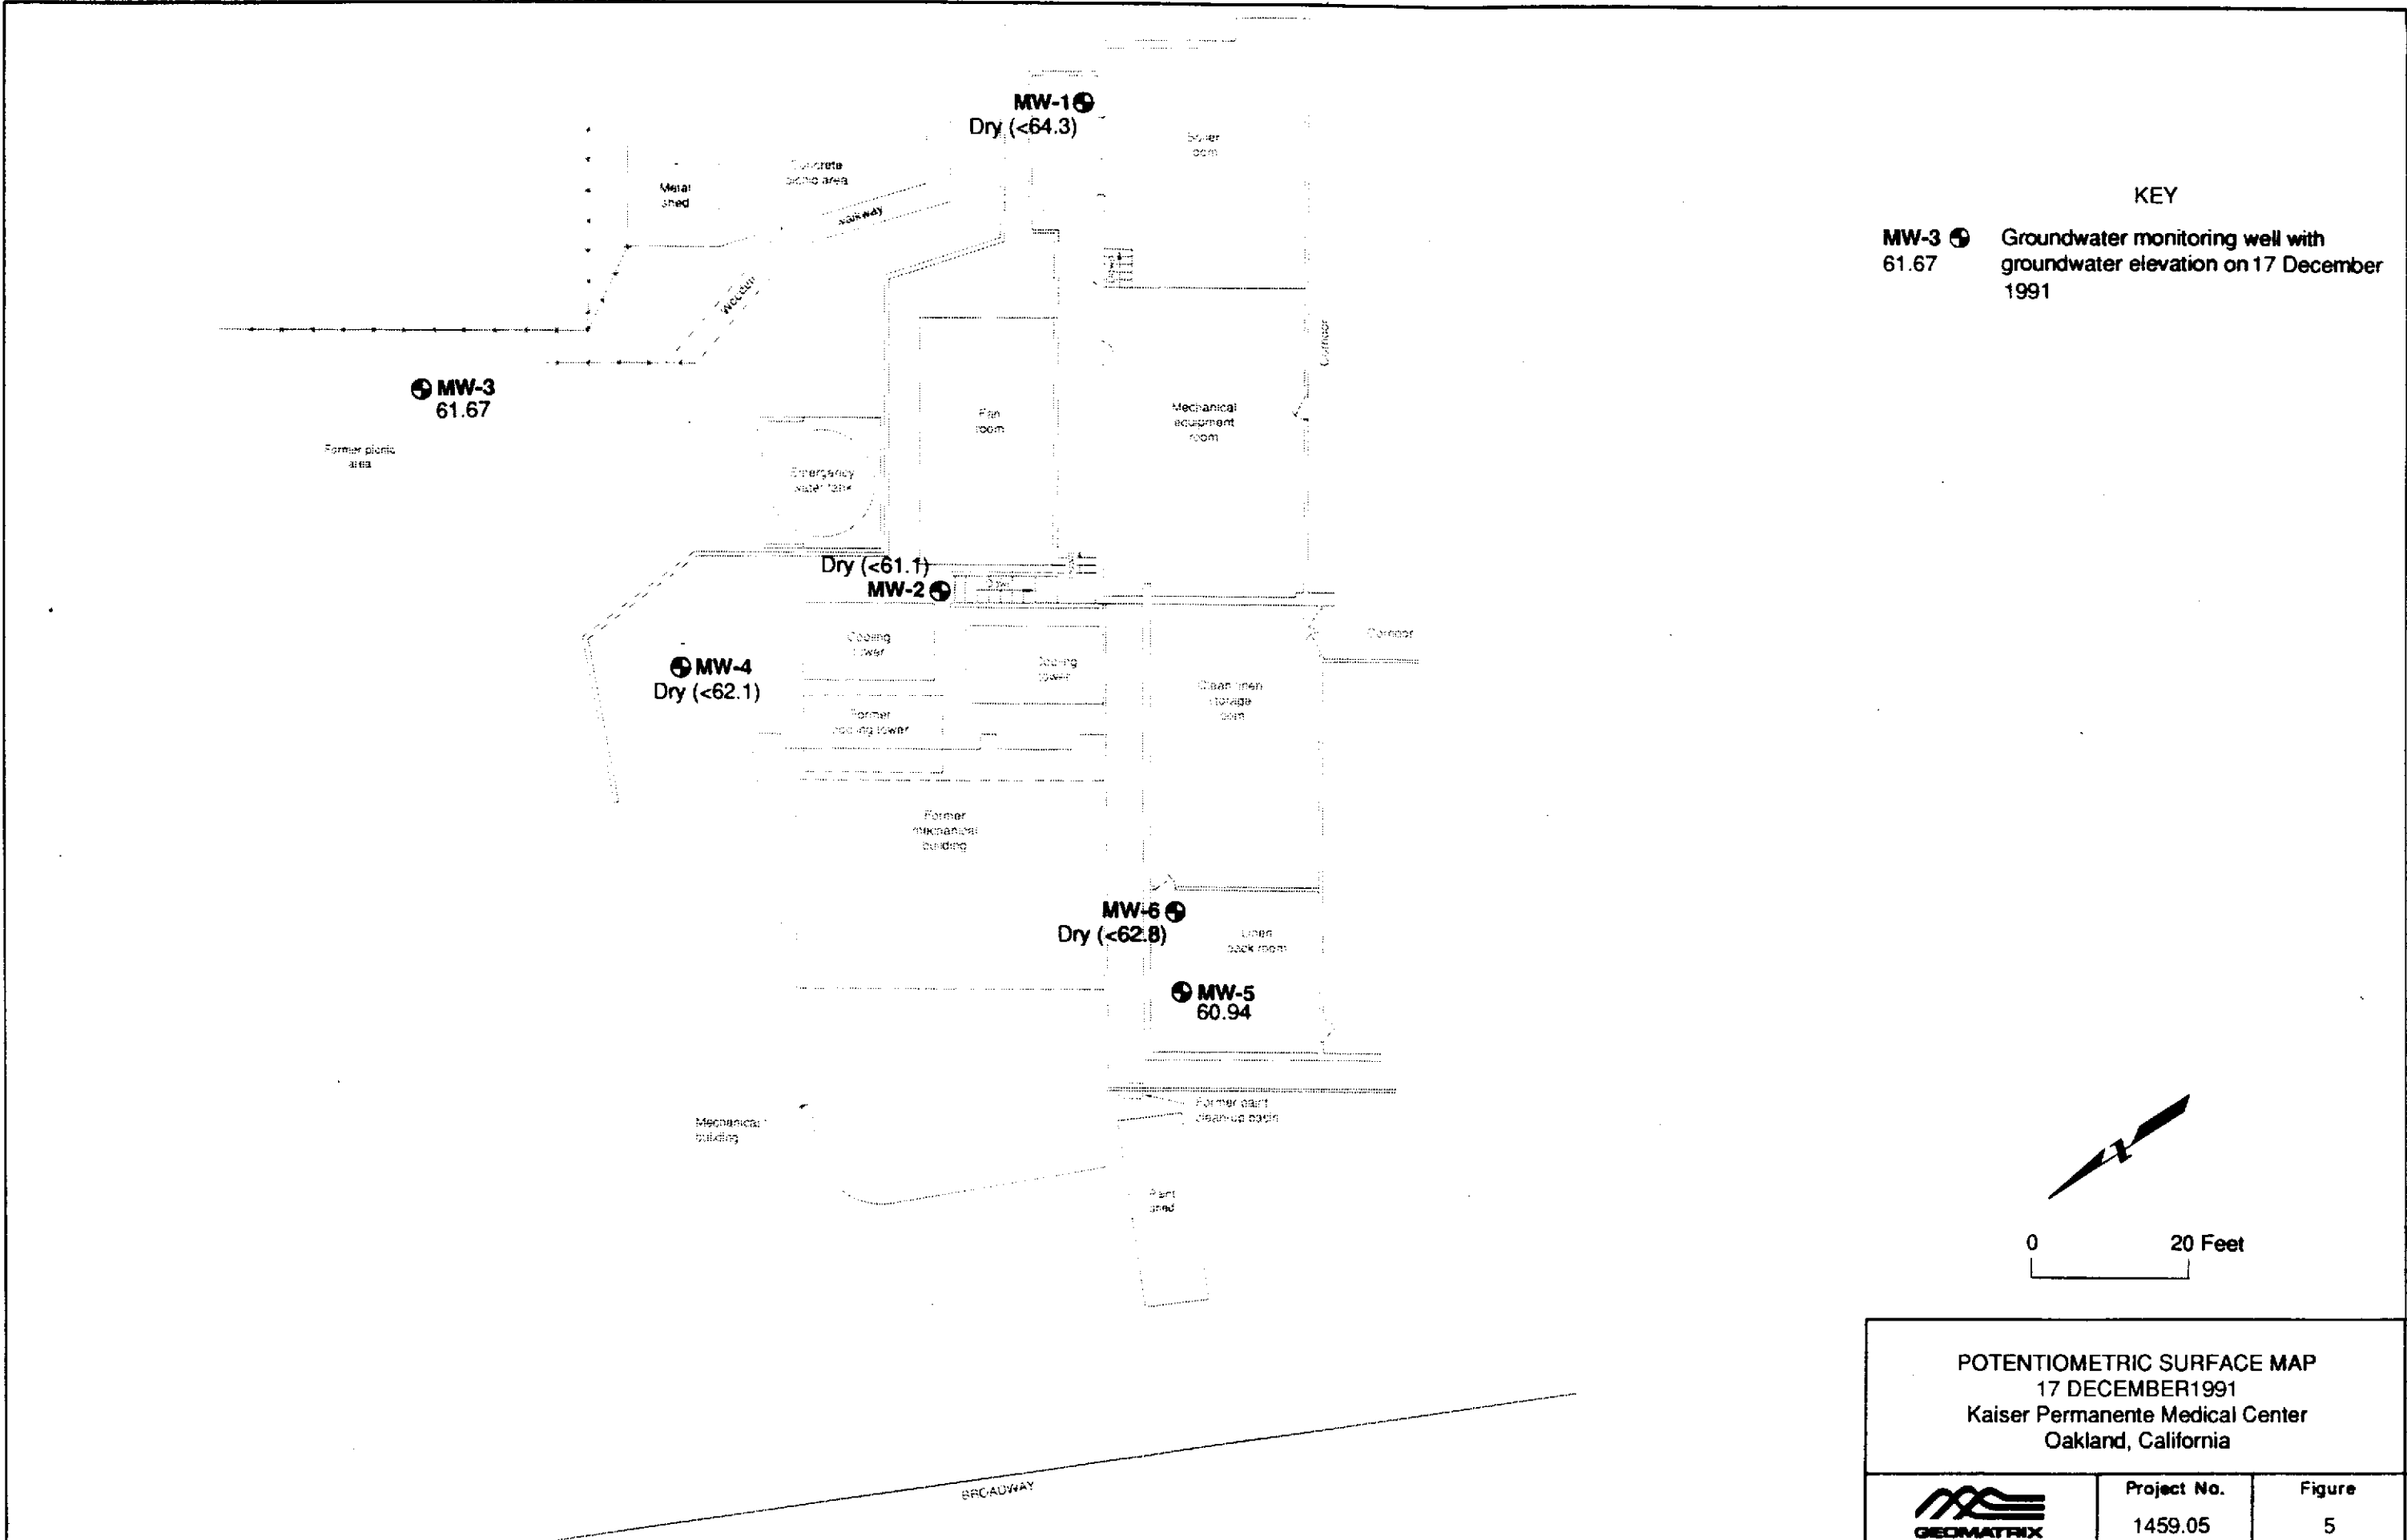 MW-1
Dry (<64.3)
Boiler
room
Concrete
picnic area
Metal
shed
walkway
Wooden
KEY
MW-3 Groundwater monitoring well with
61.67 groundwater elevation on 17 December
1991
Corridor
MW-3
61.67
Former picnic
area
Fan
room
Mechanical
equipment
room
Emergency
water tank
Dry (<61.1)
MW-2
Cooling
tower
Corridor
MW-4
Dry (<62.1)
Cooling
tower
Clean linen
storage
room
Former
cooling tower
Former
mechanical
building
MW-6
Dry (<62.8)
Linen
pack room
MW-5
60.94
Former paint
clean-up basin
Mechanical
building
Paint
shed
0 20 Feet
POTENTIOMETRIC SURFACE MAP
17 DECEMBER1991
Kaiser Permanente Medical Center
Oakland, California
BROADWAY
GEOMATRIX
Project No.
1459.05
Figure
5